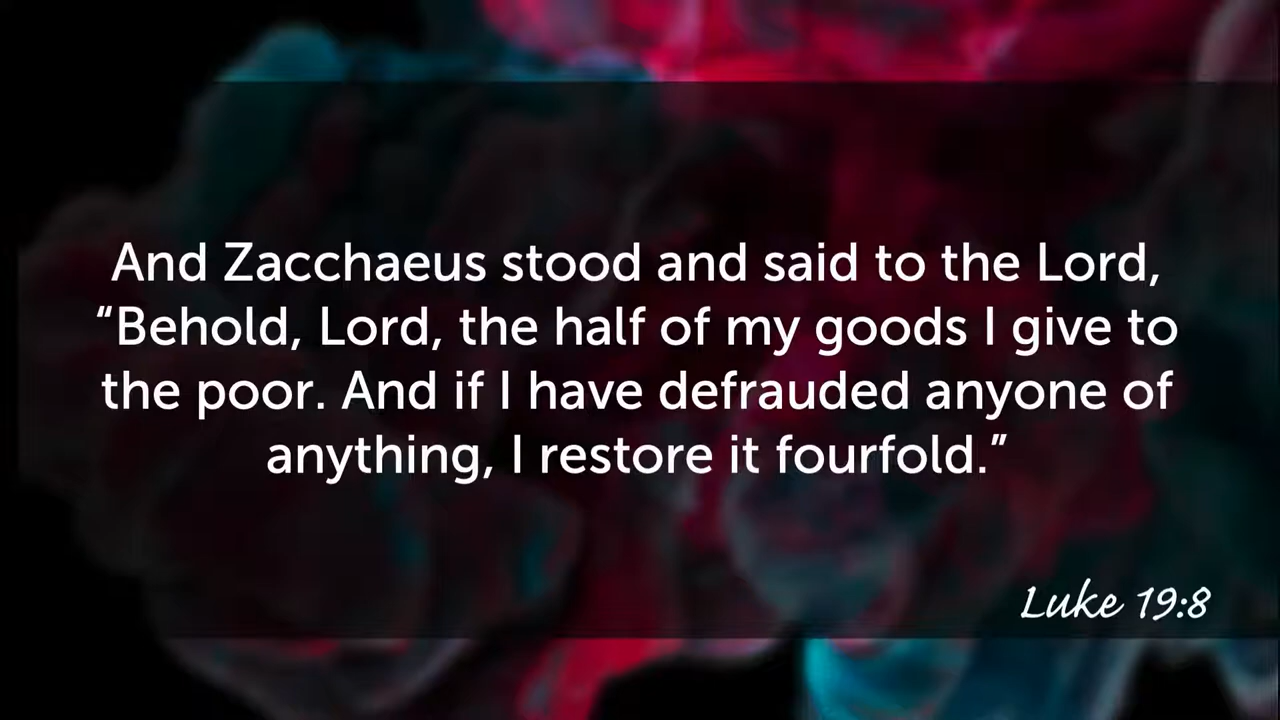 And Zacchaeus stood and said to the Lord,
“Behold, Lord, the half of my goods I give to
the poor. And if I have defrauded anyone of
anything, I restore it fourfold.”
Luke 19:8